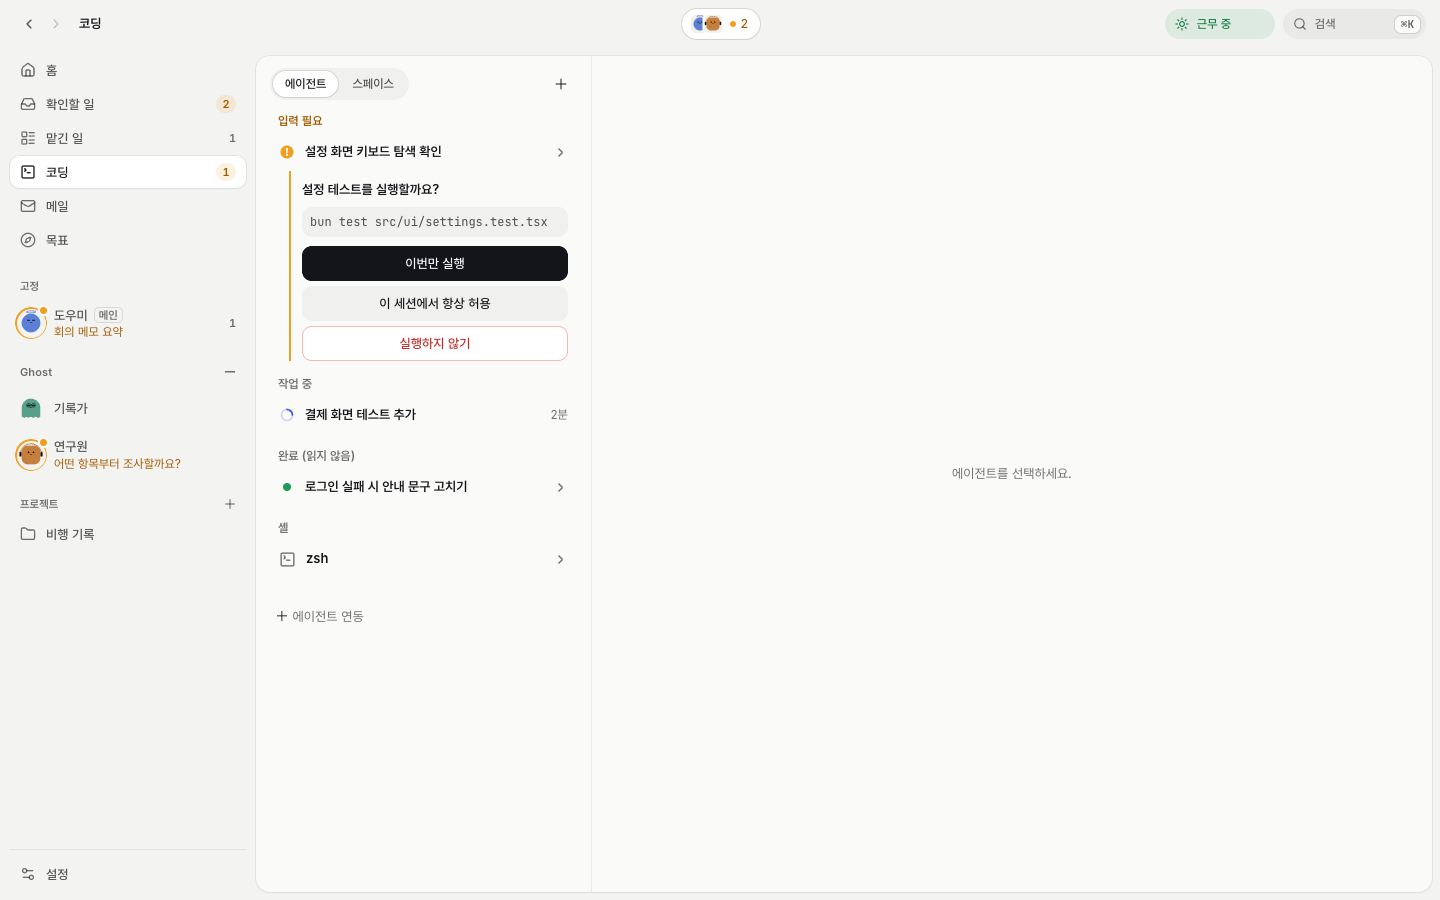 코딩
2
근무 중
검색
⌘K
홈
확인할 일
2
맡긴 일
1
코딩
1
메일
목표
고정
도우미 메인
회의 메모 요약
1
Ghost
기록가
연구원
어떤 항목부터 조사할까요?
프로젝트
비행 기록
설정
에이전트
스페이스
입력 필요
설정 화면 키보드 탐색 확인
설정 테스트를 실행할까요?
bun test src/ui/settings.test.tsx
이번만 실행
이 세션에서 항상 허용
실행하지 않기
작업 중
결제 화면 테스트 추가
2분
완료 (읽지 않음)
로그인 실패 시 안내 문구 고치기
셸
zsh
에이전트 연동
에이전트를 선택하세요.